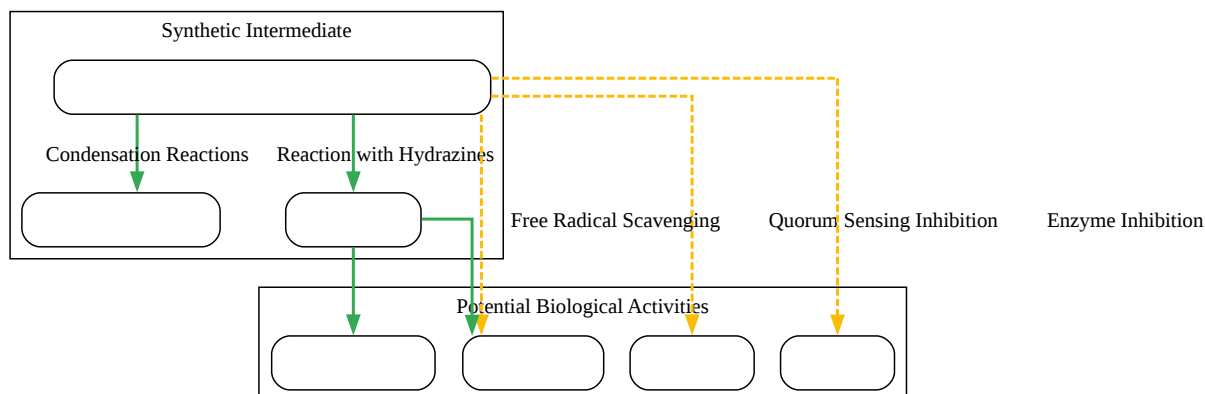 Synthetic Intermediate
Condensation Reactions
Reaction with Hydrazines
Free Radical Scavenging
Quorum Sensing Inhibition
Enzyme Inhibition
Potential Biological Activities